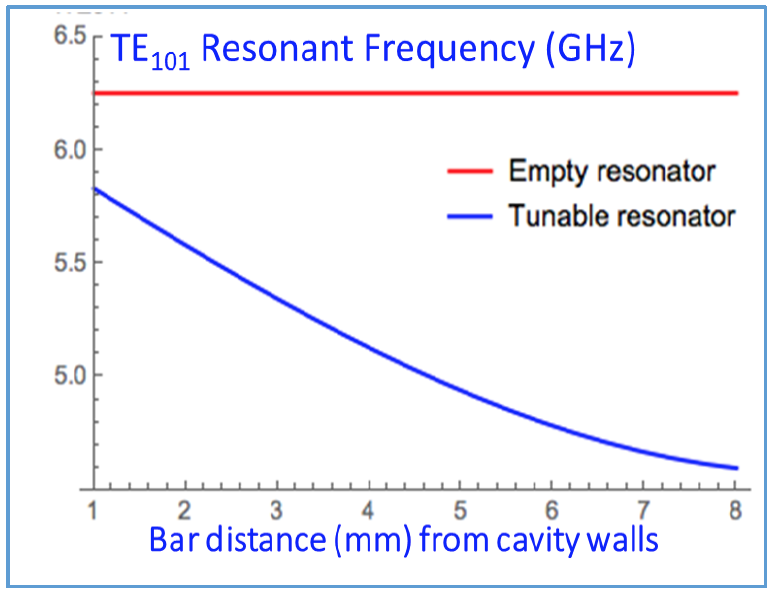 TE101 Resonant Frequency (GHz)
6.5
6.0
5.5
5.0
Empty resonator
Tunable resonator
1 2 3 4 5 6 7 8
Bar distance (mm) from cavity walls